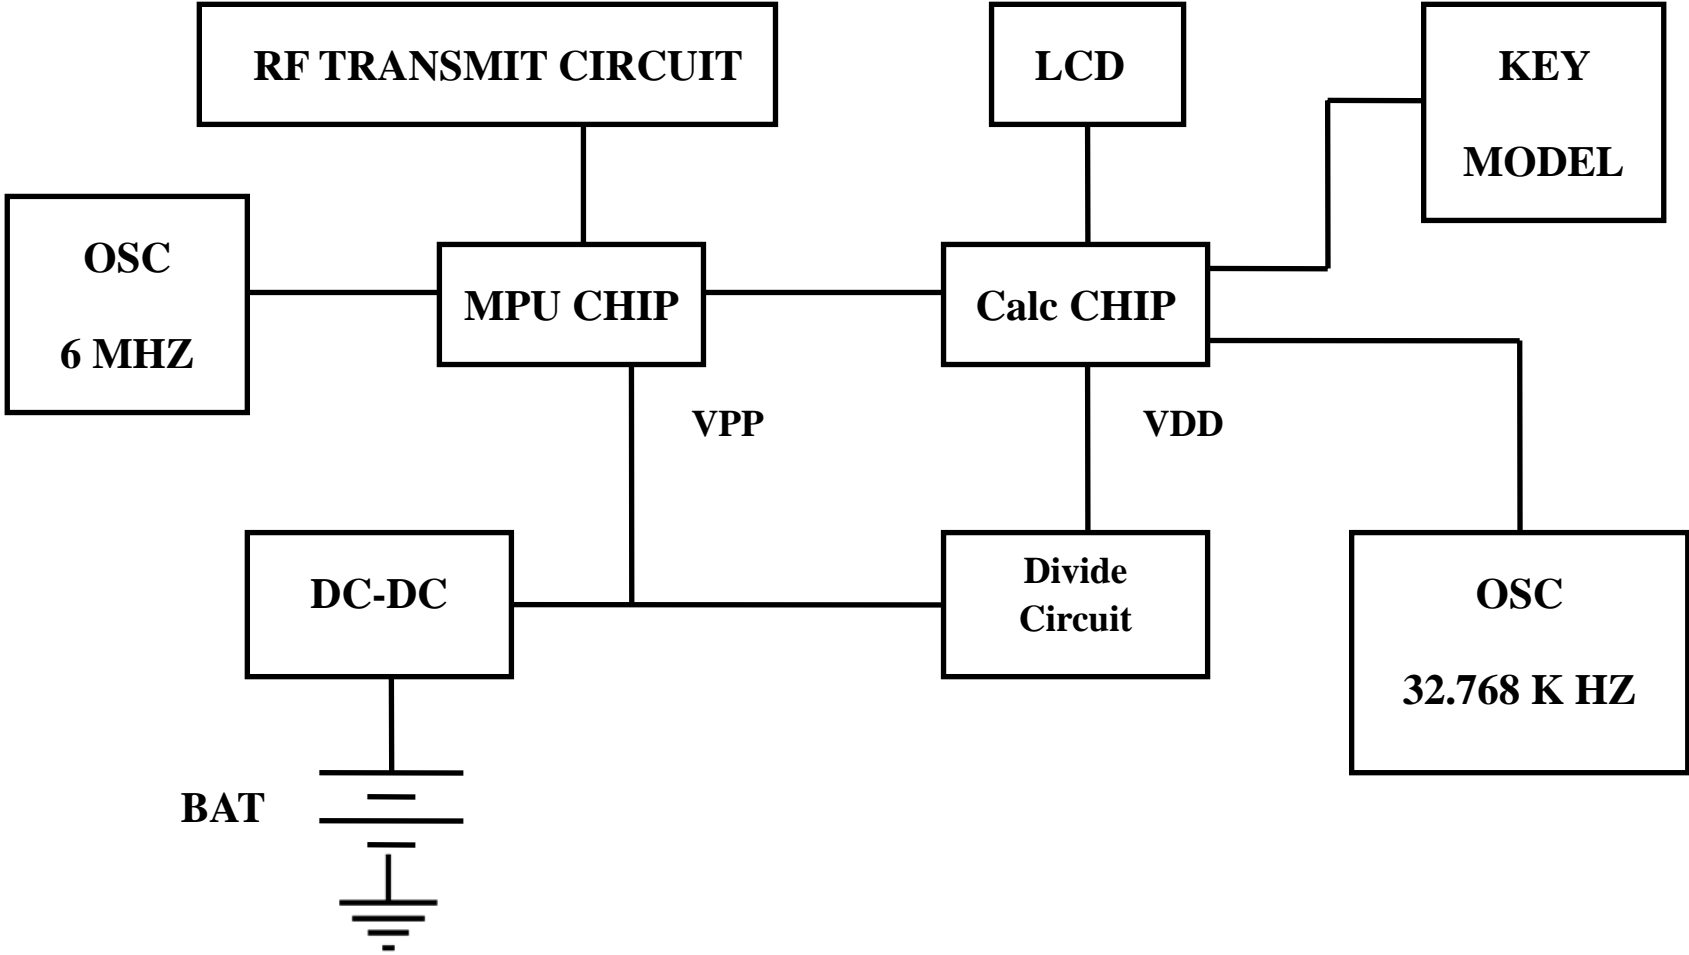 RF TRANSMIT CIRCUIT
LCD
KEY
MODEL
OSC
6 MHZ
MPU CHIP
Calc CHIP
VPP
VDD
DC-DC
Divide
Circuit
OSC
32.768 K HZ
BAT